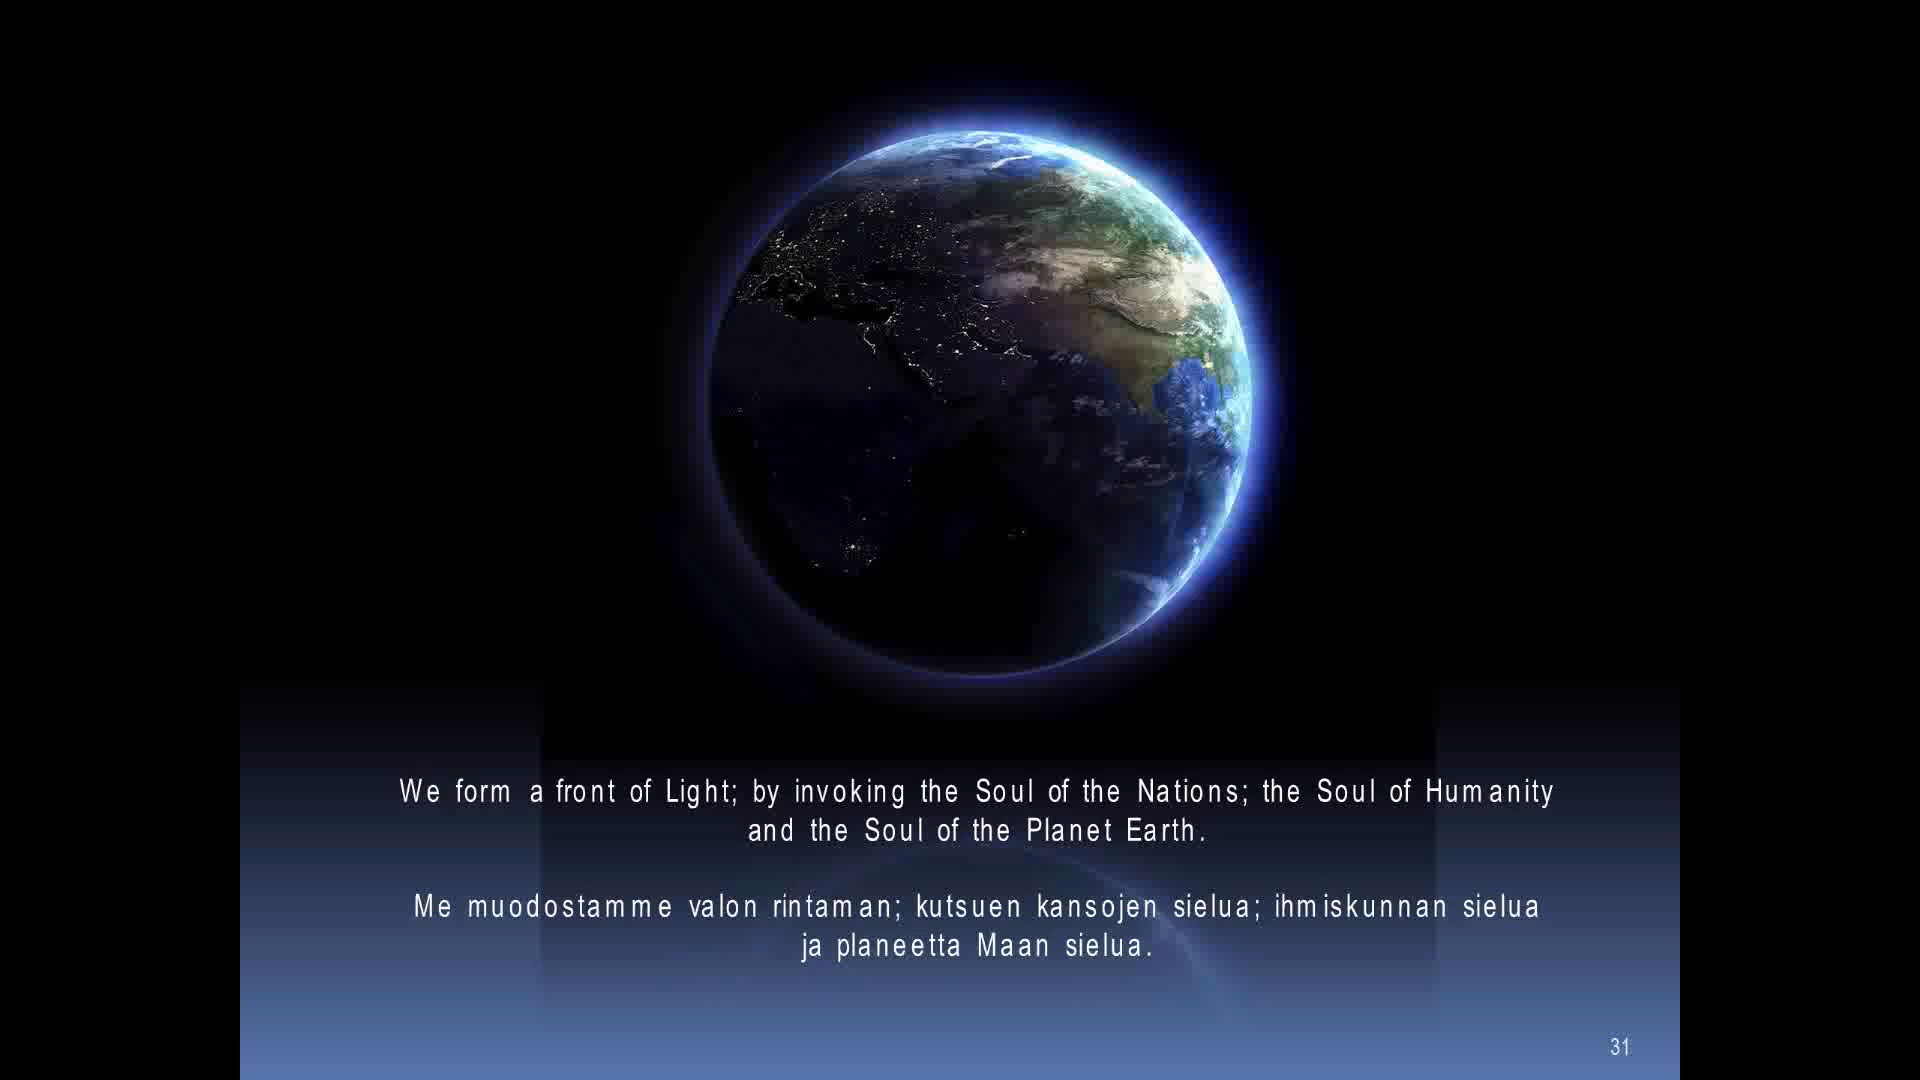 We form a front of Light; by invoking the Soul of the Nations; the Soul of Humanity
and the Soul of the Planet Earth.
Me muodostamme valon rintaman; kutsuen kansojen sielua; ihmiskunnan sielua
ja planeetta Maan sielua.
31